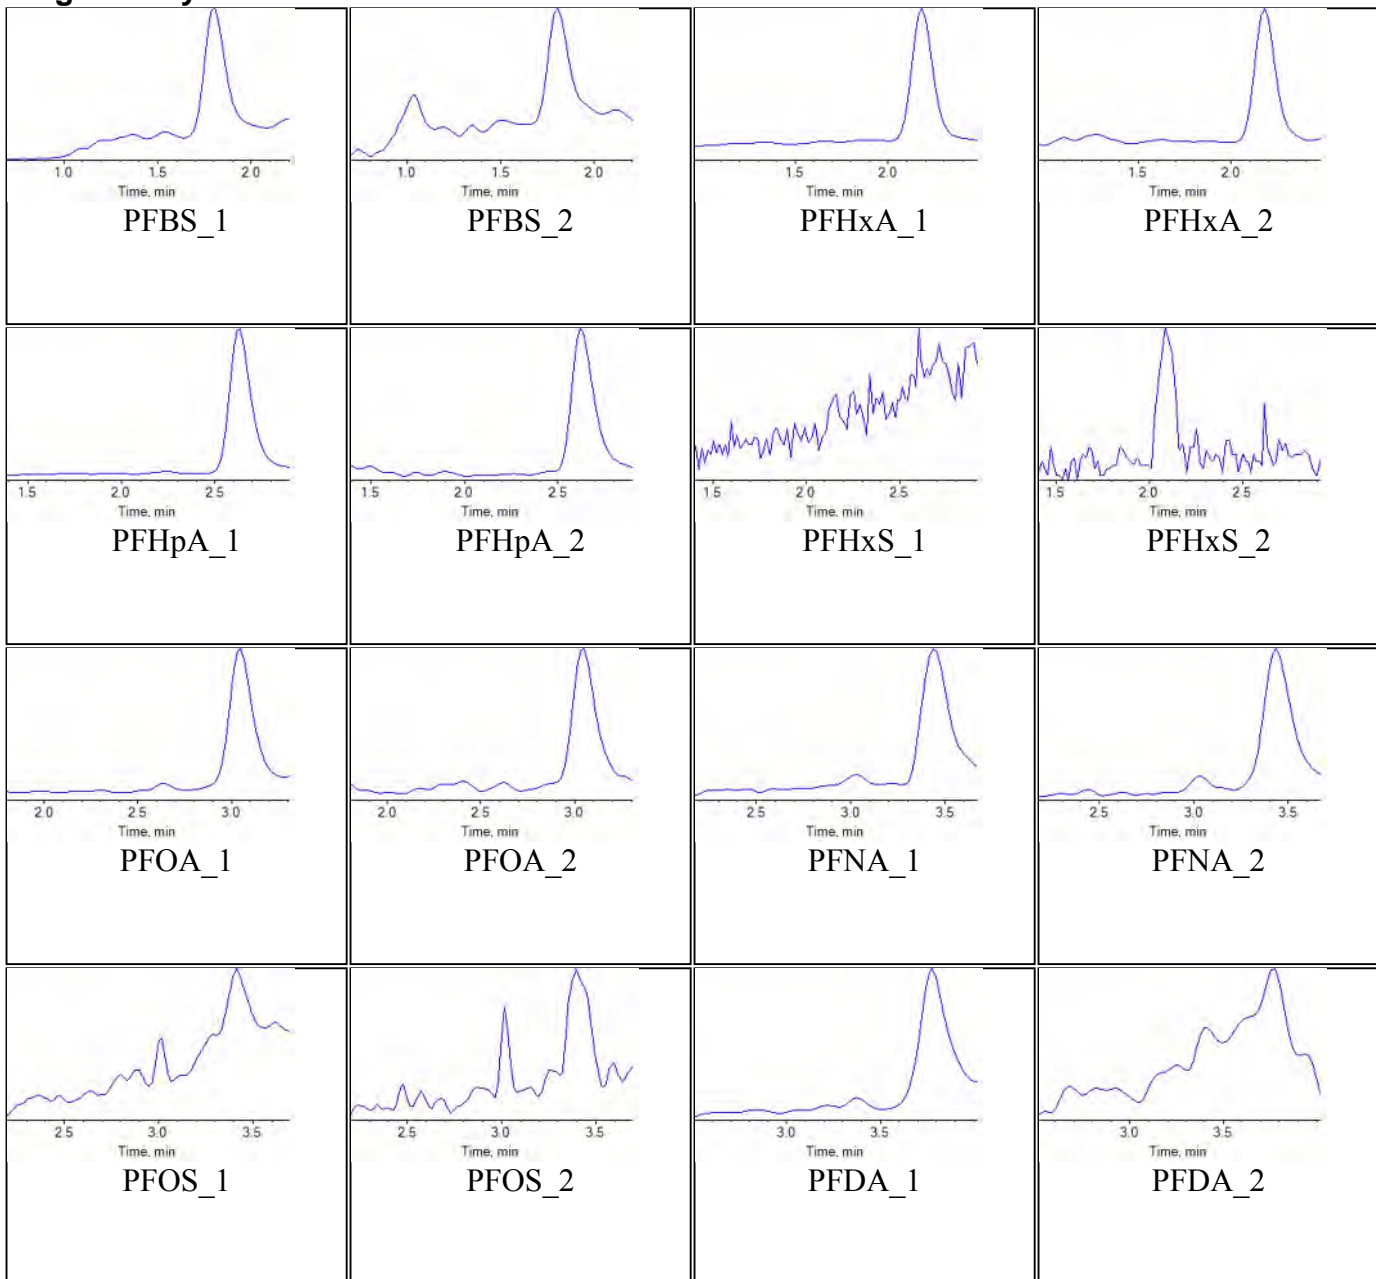 1.0 1.5 2.0
Time, min
PFBS_1
1.0 1.5 2.0
Time, min
PFBS_2
1.5 2.0
Time, min
PFHxA_1
1.5 2.0
Time, min
PFHxA_2
1.5 2.0 2.5
Time, min
PFHpA_1
1.5 2.0 2.5
Time, min
PFHpA_2
1.5 2.0 2.5
Time, min
PFHxS_1
1.5 2.0 2.5
Time, min
PFHxS_2
2.0 2.5 3.0
Time, min
PFOA_1
2.0 2.5 3.0
Time, min
PFOA_2
2.5 3.0 3.5
Time, min
PFNA_1
2.5 3.0 3.5
Time, min
PFNA_2
2.5 3.0 3.5
Time, min
PFOS_1
2.5 3.0 3.5
Time, min
PFOS_2
3.0 3.5
Time, min
PFDA_1
3.0 3.5
Time, min
PFDA_2